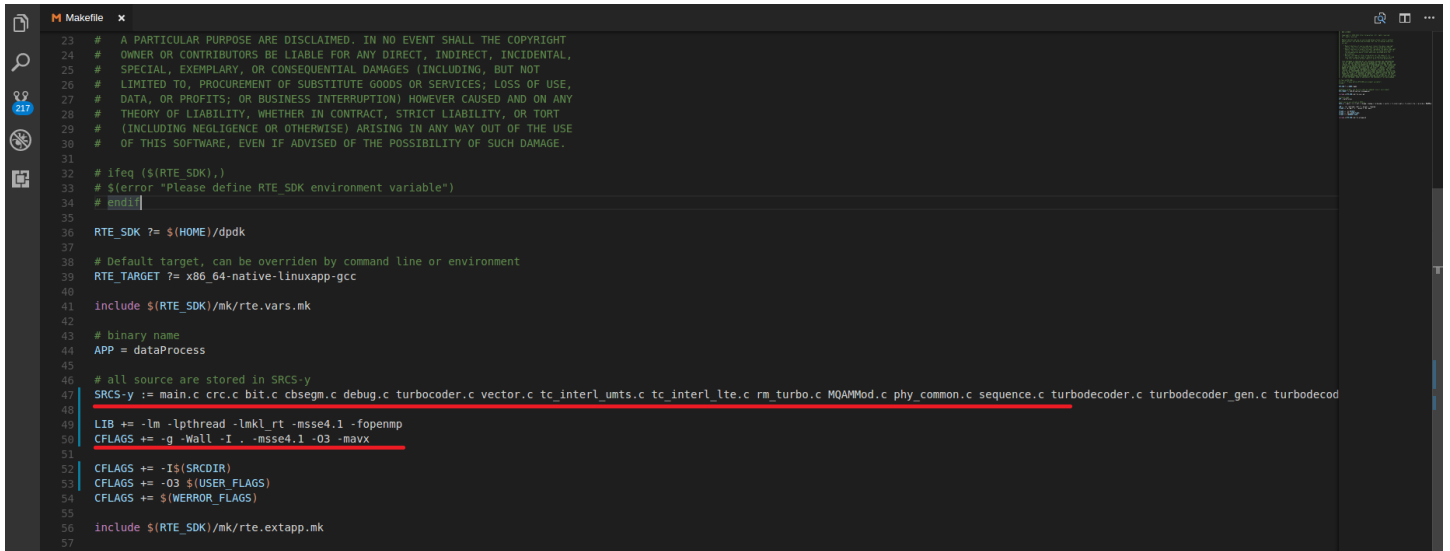 M Makefile ×
217
23 #   A PARTICULAR PURPOSE ARE DISCLAIMED. IN NO EVENT SHALL THE COPYRIGHT
24 #   OWNER OR CONTRIBUTORS BE LIABLE FOR ANY DIRECT, INDIRECT, INCIDENTAL,
25 #   SPECIAL, EXEMPLARY, OR CONSEQUENTIAL DAMAGES (INCLUDING, BUT NOT
26 #   LIMITED TO, PROCUREMENT OF SUBSTITUTE GOODS OR SERVICES; LOSS OF USE,
27 #   DATA, OR PROFITS; OR BUSINESS INTERRUPTION) HOWEVER CAUSED AND ON ANY
28 #   THEORY OF LIABILITY, WHETHER IN CONTRACT, STRICT LIABILITY, OR TORT
29 #   (INCLUDING NEGLIGENCE OR OTHERWISE) ARISING IN ANY WAY OUT OF THE USE
30 #   OF THIS SOFTWARE, EVEN IF ADVISED OF THE POSSIBILITY OF SUCH DAMAGE.
31
32 # ifeq ($(RTE_SDK),)
33 # $(error "Please define RTE_SDK environment variable")
34 # endif
35
36 RTE_SDK ?= $(HOME)/dpdk
37
38 # Default target, can be overriden by command line or environment
39 RTE_TARGET ?= x86_64-native-linuxapp-gcc
40
41 include $(RTE_SDK)/mk/rte.vars.mk
42
43 # binary name
44 APP = dataProcess
45
46 # all source are stored in SRCS-y
47 SRCS-y := main.c crc.c bit.c cbsegm.c debug.c turbocoder.c vector.c tc_interl_umts.c tc_interl_lte.c rm_turbo.c MQAMMod.c phy_common.c sequence.c turbodecoder.c turbodecoder_gen.c turbodecod
48
49 LIB += -lm -lpthread -lmkl_rt -msse4.1 -fopenmp
50 CFLAGS += -g -Wall -I . -msse4.1 -O3 -mavx
51
52 CFLAGS += -I$(SRCDIR)
53 CFLAGS += -O3 $(USER_FLAGS)
54 CFLAGS += $(WERROR_FLAGS)
55
56 include $(RTE_SDK)/mk/rte.extapp.mk
57